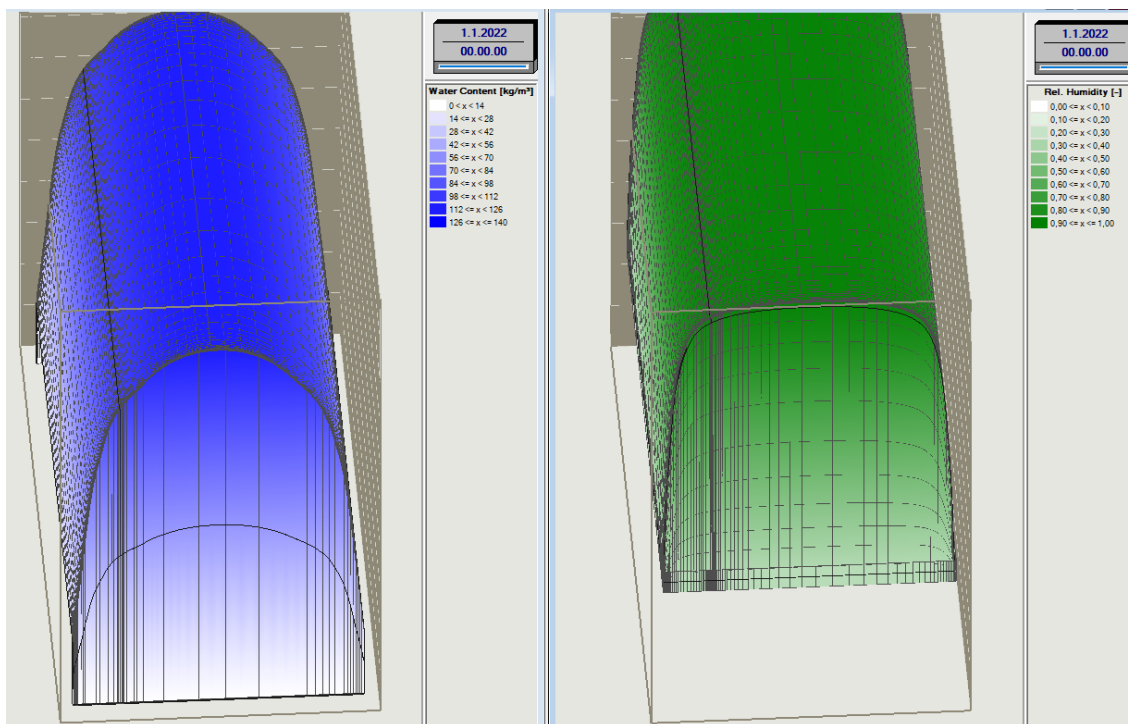 1.1.2022
00.00.00
Water Content [kg/m³]
0 < x < 14
14 <= x < 28
28 <= x < 42
42 <= x < 56
56 <= x < 70
70 <= x < 84
84 <= x < 98
98 <= x < 112
112 <= x < 126
126 <= x <= 140
1.1.2022
00.00.00
Rel. Humidity [-]
0,00 <= x < 0,10
0,10 <= x < 0,20
0,20 <= x < 0,30
0,30 <= x < 0,40
0,40 <= x < 0,50
0,50 <= x < 0,60
0,60 <= x < 0,70
0,70 <= x < 0,80
0,80 <= x < 0,90
0,90 <= x <= 1,00